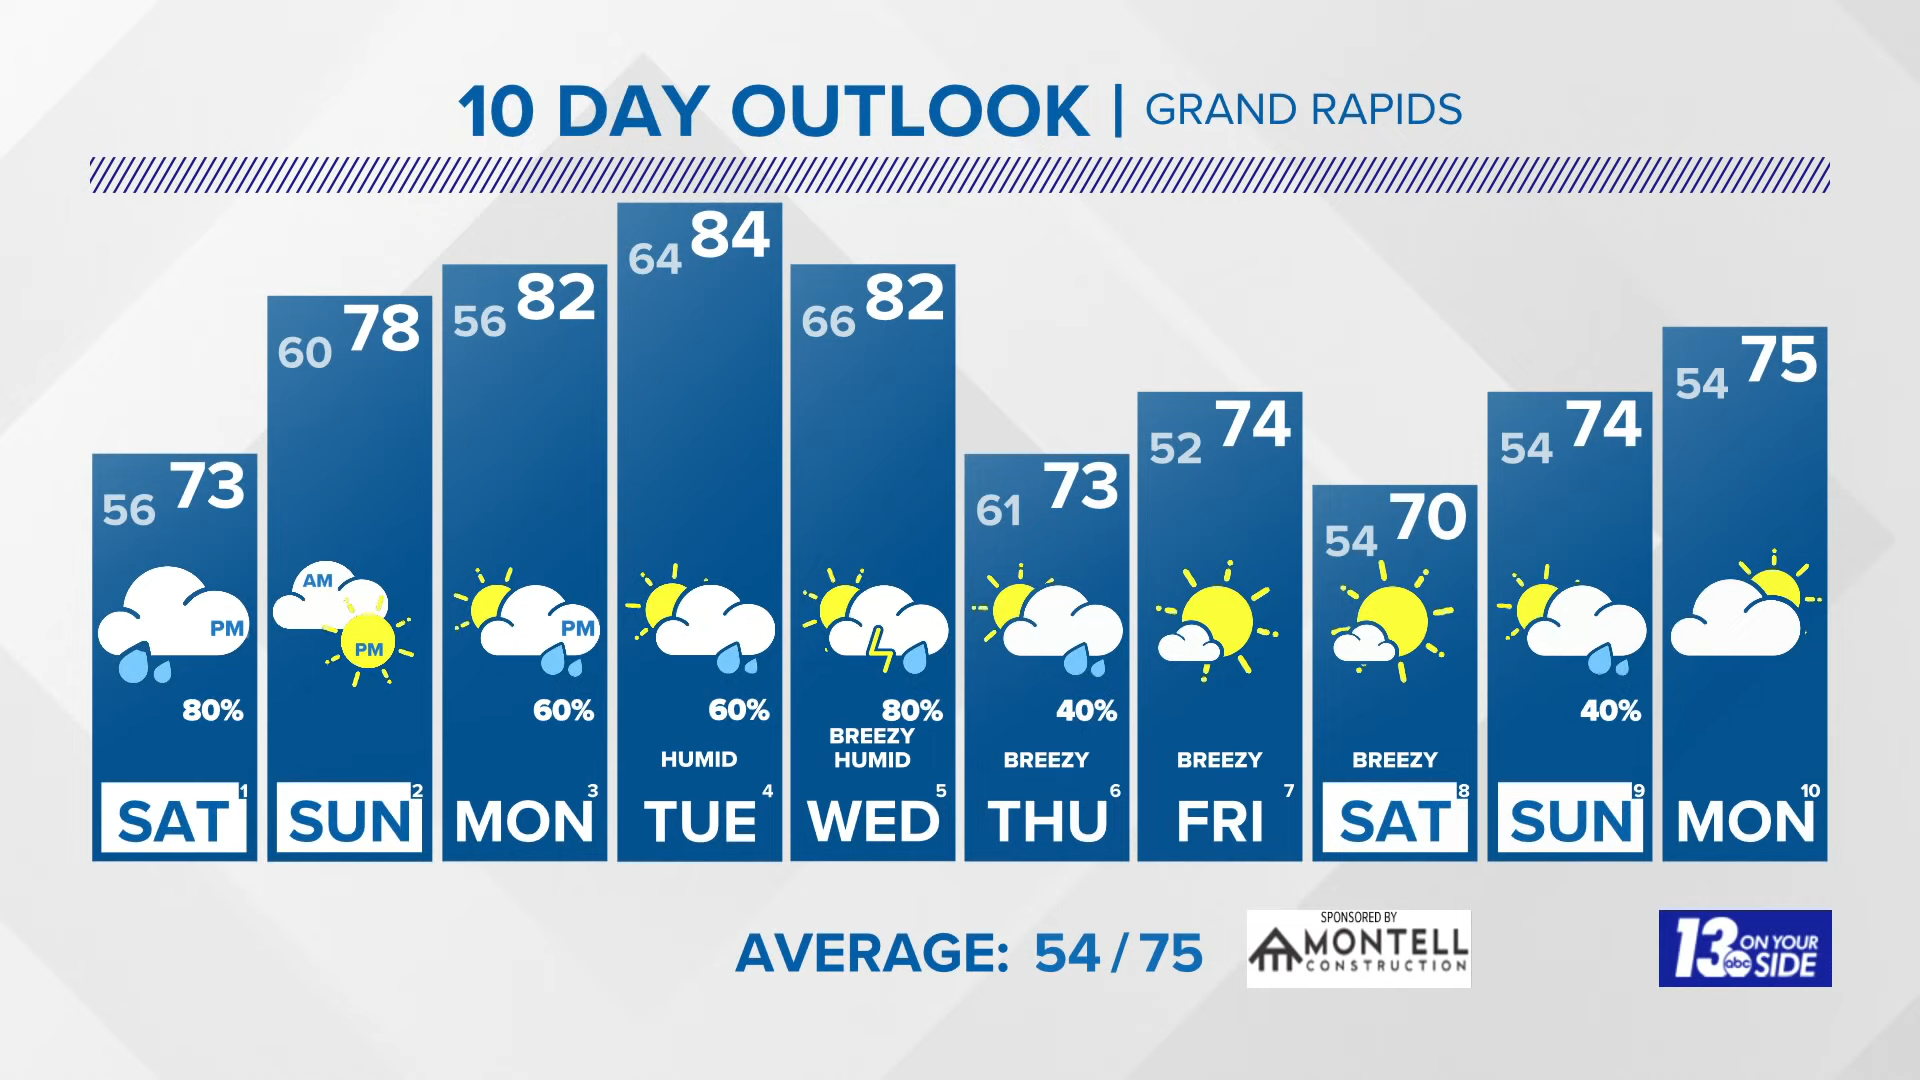 10 DAY OUTLOOK | GRAND RAPIDS
56 73
60 78
56 82
64 84
66 82
61 73
52 74
54 70
54 74
54 75
PM
AM
PM
PM
80%
60%
60%
80%
40%
40%
HUMID
BREEZY
HUMID
BREEZY
BREEZY
BREEZY
SAT 1
SUN 2
MON 3
TUE 4
WED 5
THU 6
FRI 7
SAT 8
SUN 9
MON 10
AVERAGE: 54 / 75
SPONSORED BY
MONTELL
CONSTRUCTION
13 abc ON YOUR
SIDE